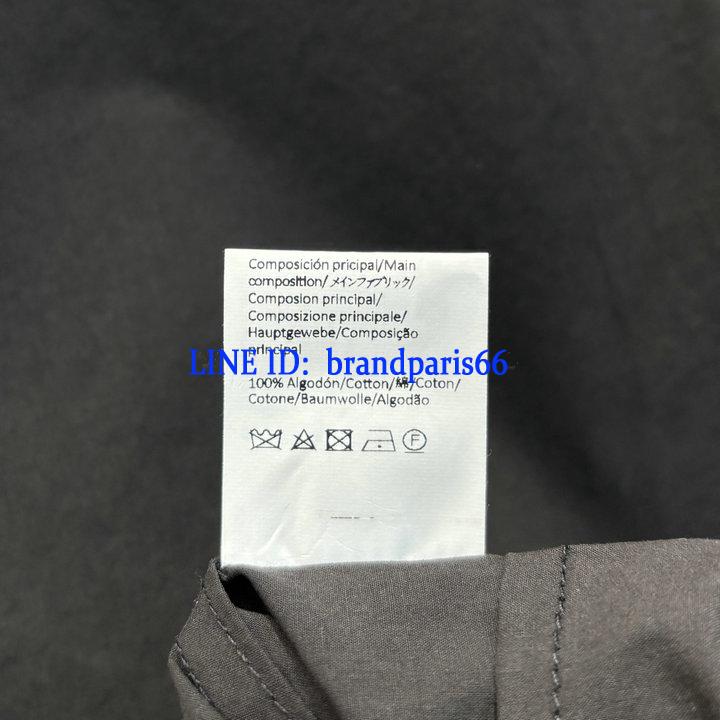 Composición pricipal/Main
composition/メインファブリック/
Composion principal/
Composizione principale/
Hauptgewebe/Composição
principal
LINE ID: brandparis66
100% Algodón/Cotton/綿/Coton/
Cotone/Baumwolle/Algodão
F